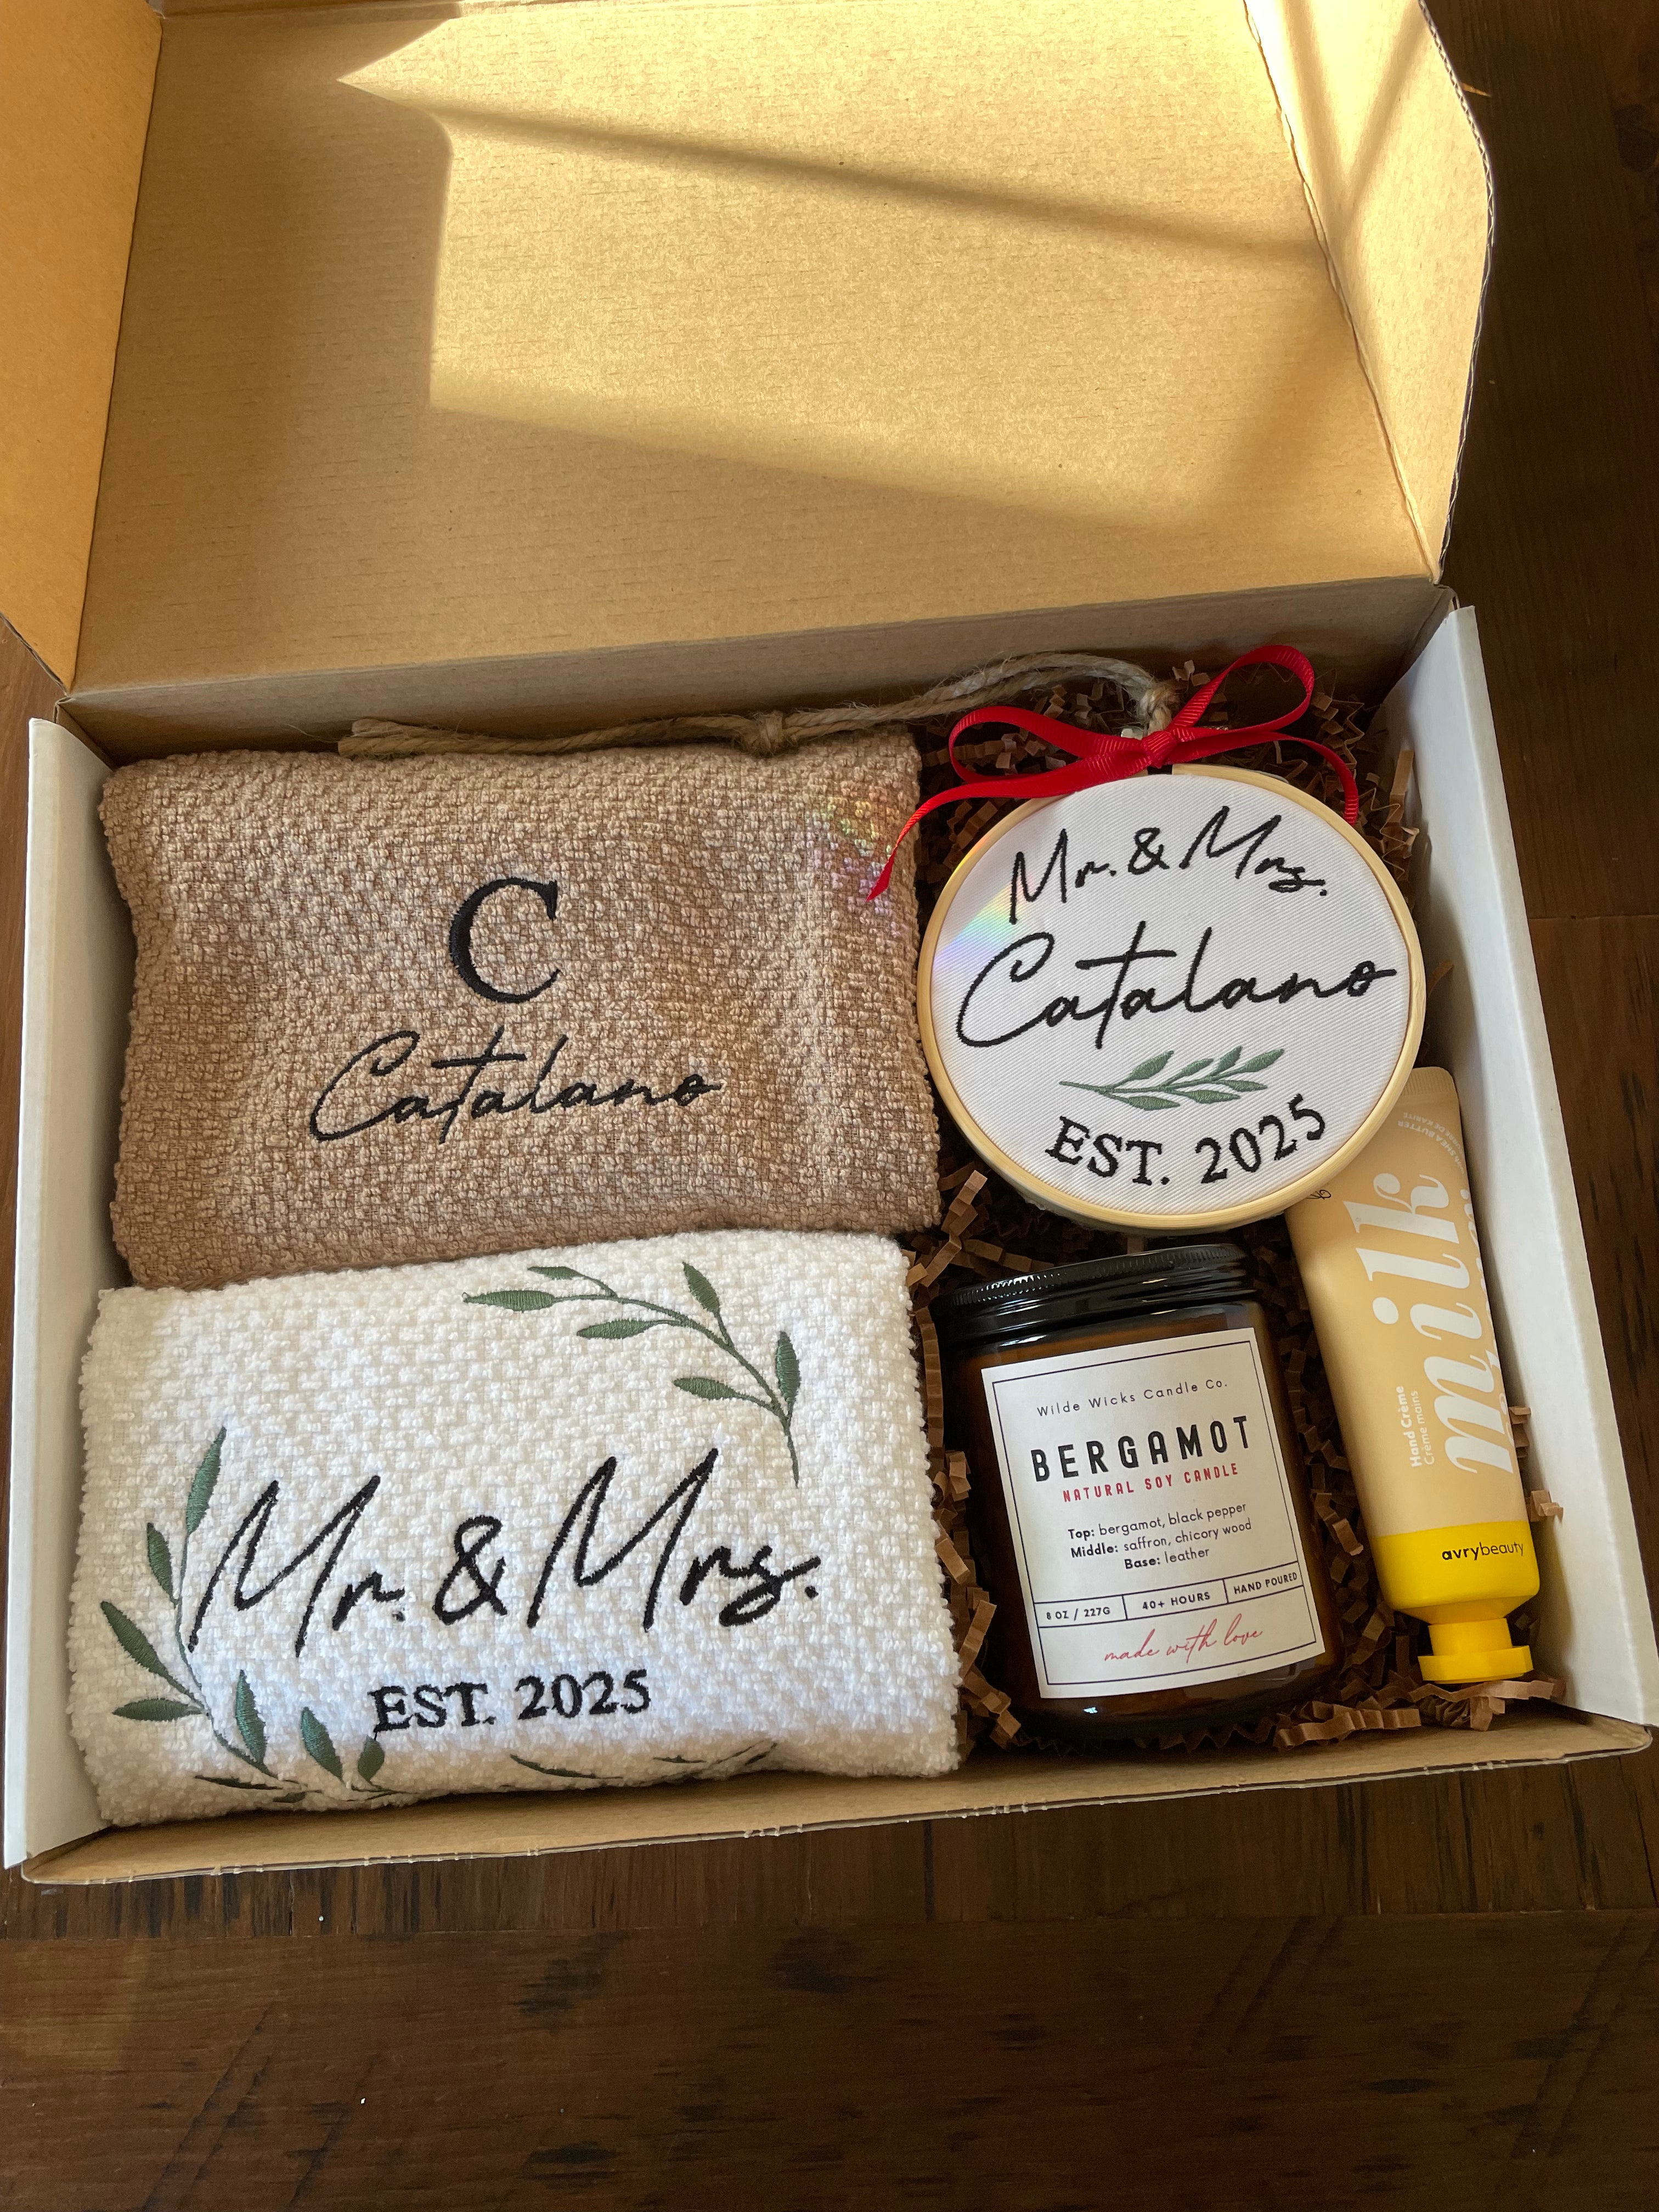 C
Catalano
Mr. & Mrs.
Catalano
EST. 2025
Mr. & Mrs.
EST. 2025
Wilde Wicks Candle Co.
BERGAMOT
NATURAL SOY CANDLE
Top: bergamot, black pepper
Middle: saffron, chicory wood
Base: leather
8 OZ / 227G
40+ HOURS
HAND POURED
made with love
SHEA BUTTER
milk
Hand Crème
Crème mains
avrybeauty